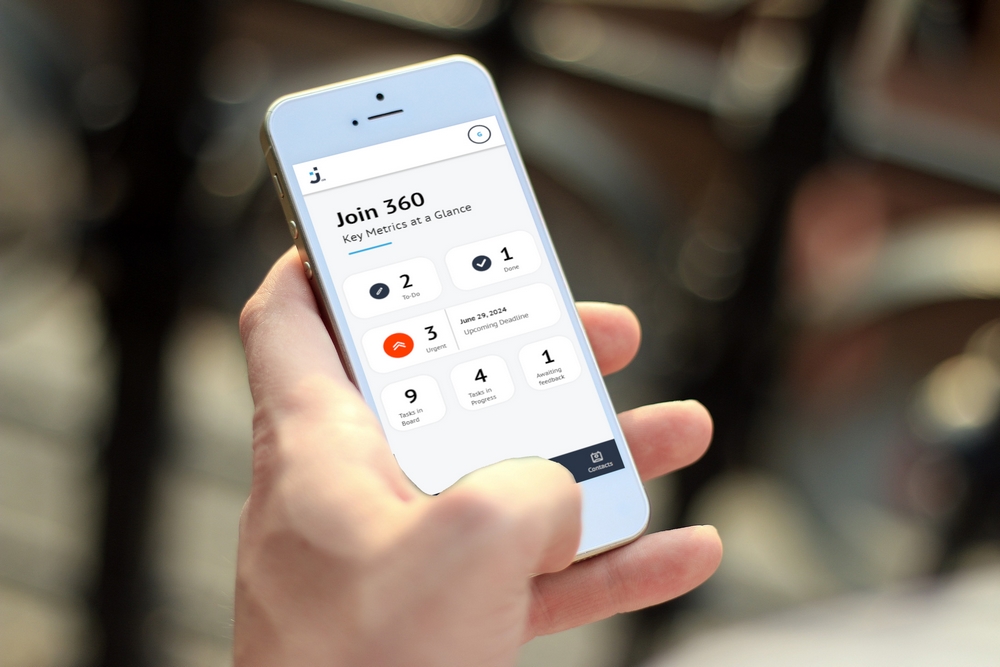 j
G
Join 360
Key Metrics at a Glance
2
To-Do
1
Done
3
Urgent
June 29, 2024
Upcoming Deadline
9
Tasks in
Board
4
Tasks in
Progress
1
Awaiting
feedback
Contacts